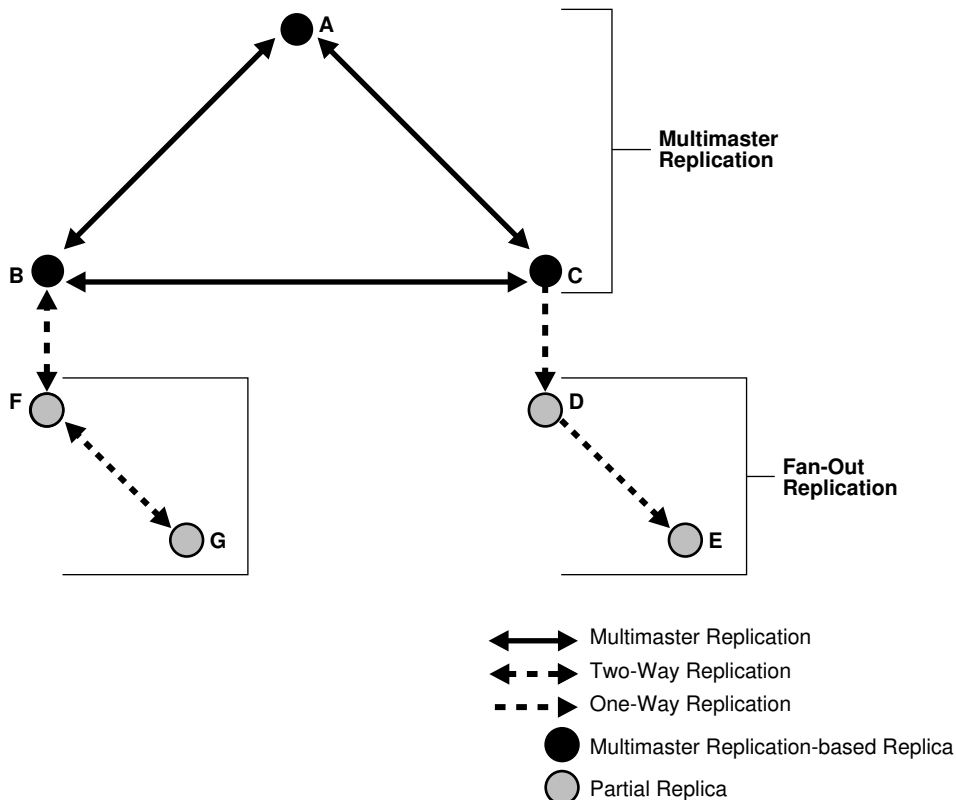 A
Multimaster
Replication
B
C
F
D
Fan-Out
Replication
G
E
Multimaster Replication
Two-Way Replication
One-Way Replication
Multimaster Replication-based Replica
Partial Replica